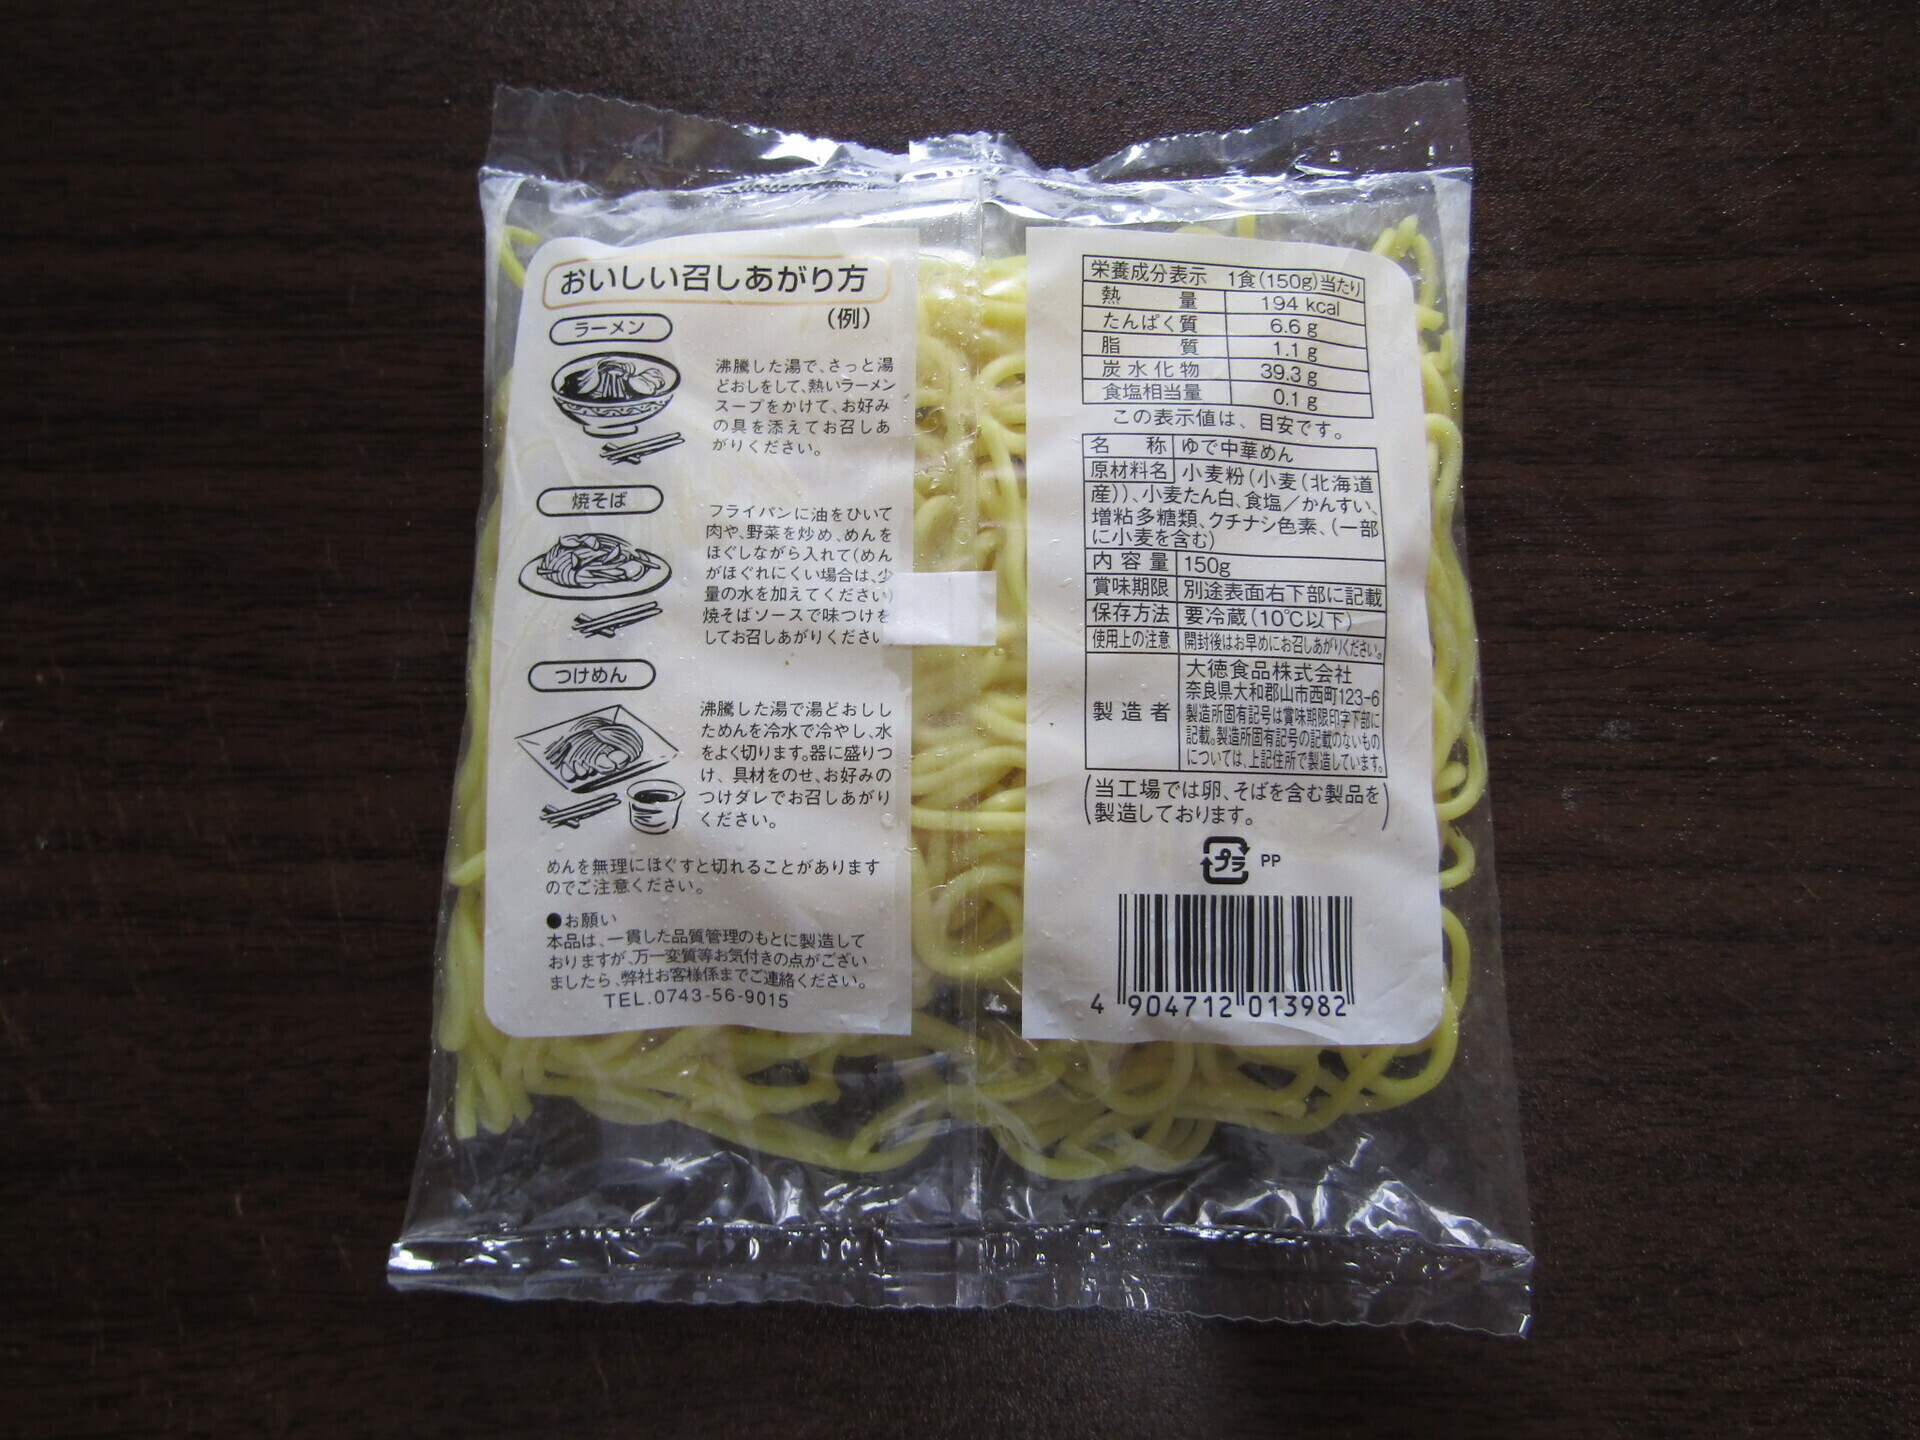 おいしい召しあがり方
(例)
ラーメン
沸騰した湯で、さっと湯
どおしをして、熱いラーメン
スープをかけて、お好み
の具を添えてお召しあ
がりください。
焼そば
フライパンに油をひいて
肉や、野菜を炒め、めんを
ほぐしながら入れて(めん
がほぐれにくい場合は、少
量の水を加えてください)
焼そばソースで味つけを
してお召しあがりくださ
つけめん
沸騰した湯で湯どおしし
ためんを冷水で冷やし、水
をよく切ります。器に盛りつ
け、具材をのせ、お好みの
つけダレでお召しあがり
ください。
めんを無理にほぐすと切れることがあります
のでご注意ください。
●お願い
本品は、一貫した品質管理のもとに製造して
おりますが、万一変質等お気付きの点がござい
ましたら、弊社お客様係までご連絡ください。
TEL.0743-56-9015
栄養成分表示 1食(150g)当たり
熱量 194 kcal
たんぱく質 6.6 g
脂質 1.1 g
炭水化物 39.3 g
食塩相当量 0.1 g
この表示値は、目安です。
名称 ゆで中華めん
原材料名 小麦粉(小麦(北海道
産))、小麦たん白、食塩/かんすい、
増粘多糖類、クチナシ色素、(一部
に小麦を含む)
内容量 150g
賞味期限 別途表面右下部に記載
保存方法 要冷蔵(10℃以下)
使用上の注意 開封後はお早めにお召しあがりください。
製造者 大徳食品株式会社
奈良県大和郡山市西町123-6
製造所固有記号は賞味期限印字下部に
記載。製造所固有記号の記載のないもの
については、上記住所で製造しています。
(当工場では卵、そばを含む製品を
製造しております。)
プラ PP
4 904712 013982